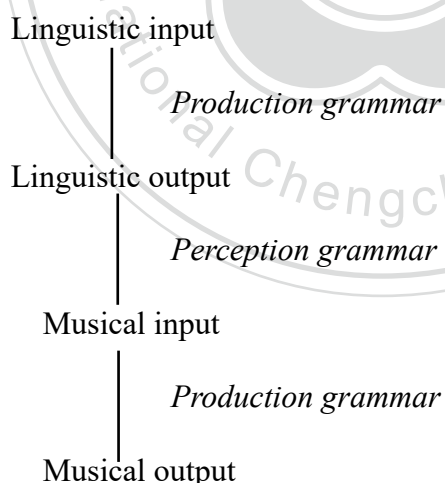 Linguistic input
Production grammar
Linguistic output
Perception grammar
Musical input
Production grammar
Musical output